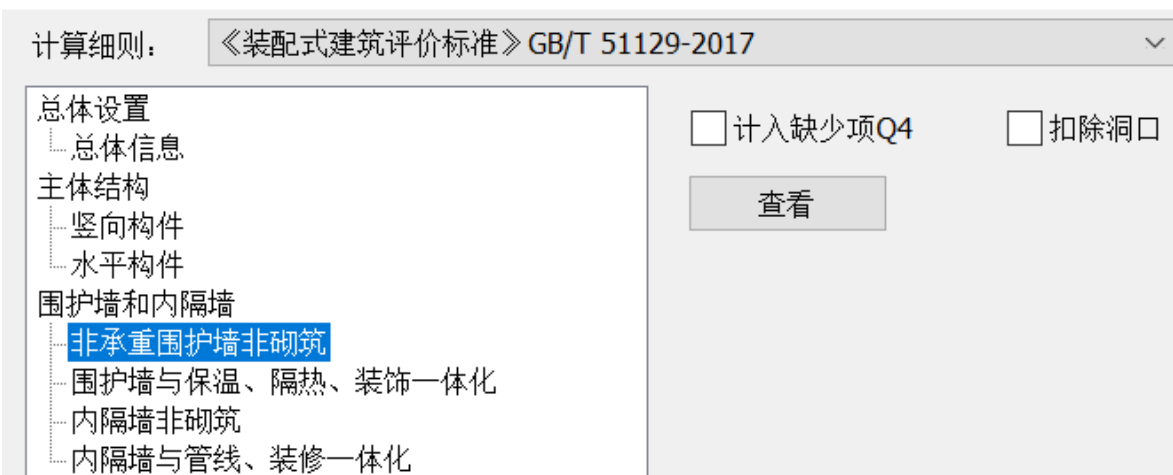 计算细则： 《装配式建筑评价标准》GB/T 51129-2017
总体设置
总体信息
主体结构
竖向构件
水平构件
围护墙和内隔墙
非承重围护墙非砌筑
围护墙与保温、隔热、装饰一体化
内隔墙非砌筑
内隔墙与管线、装修一体化
计入缺少项Q4 扣除洞口
查看